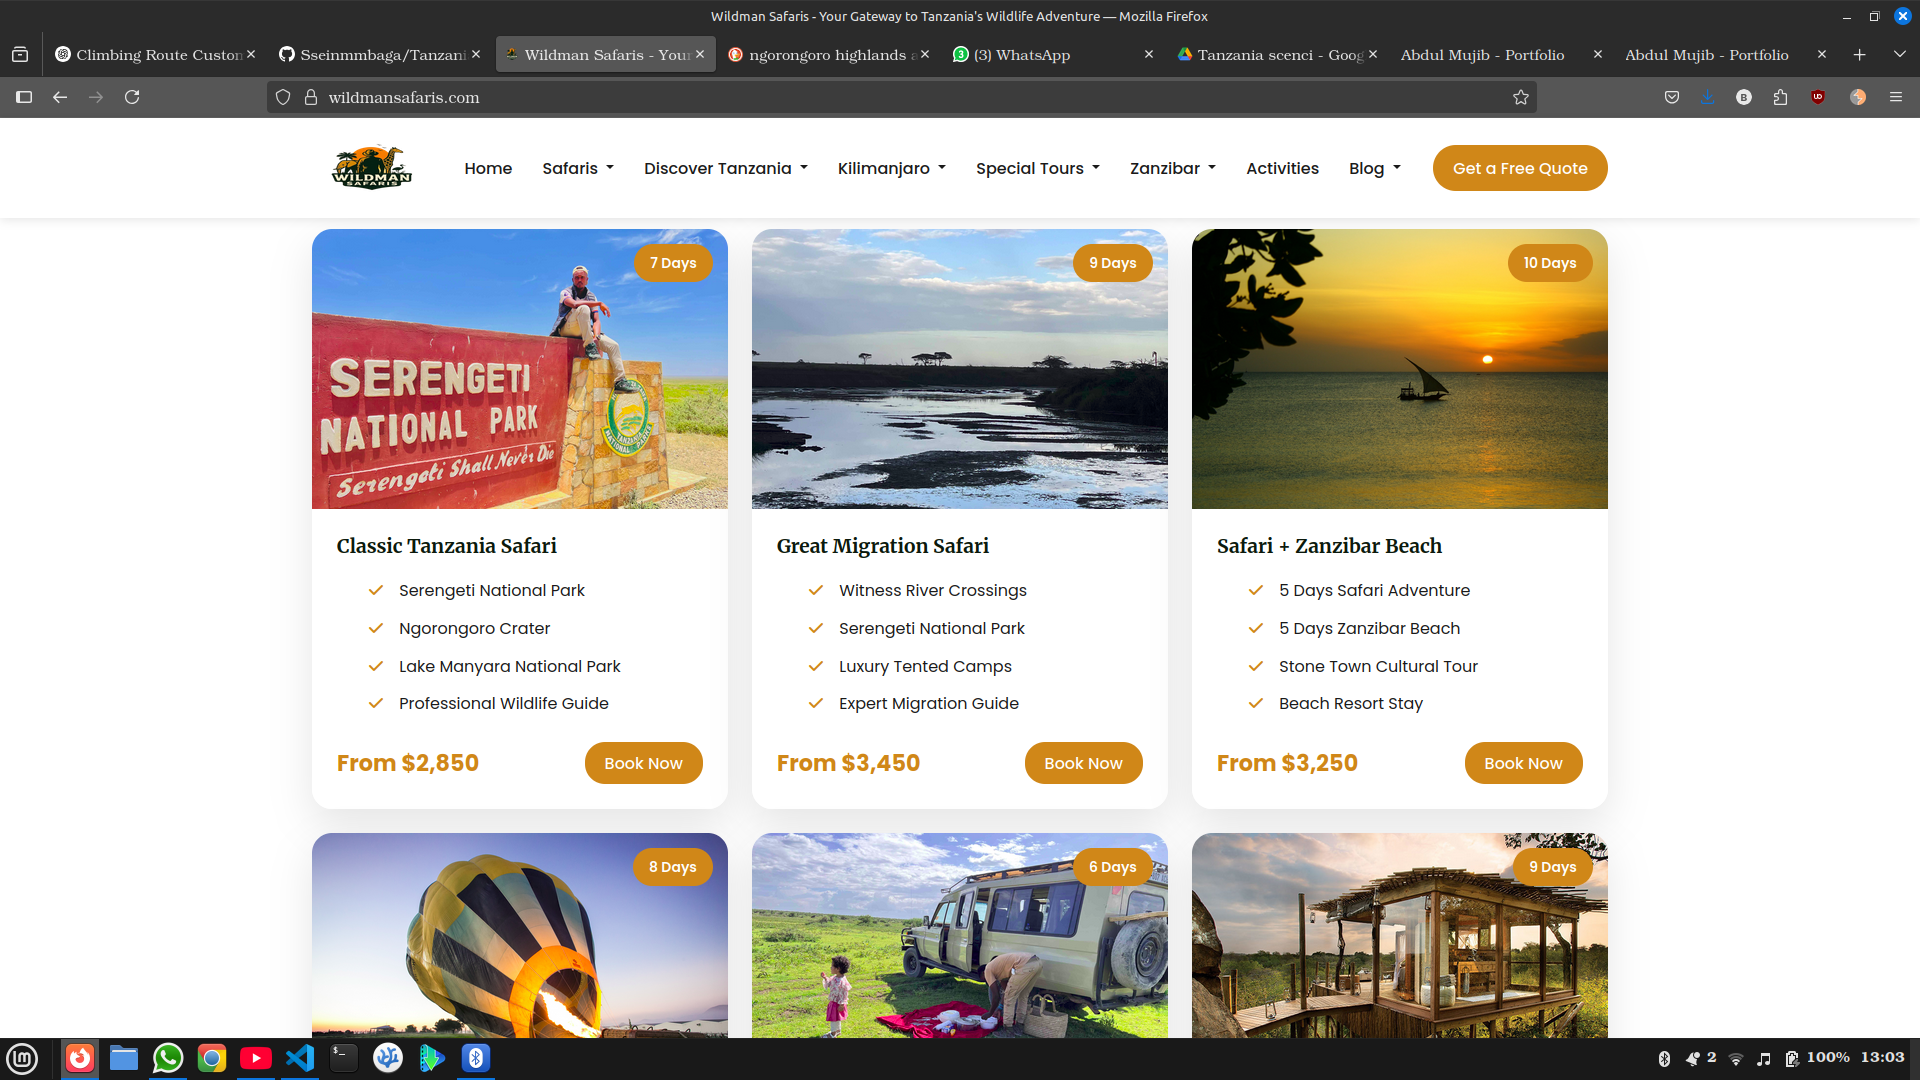 Wildman Safaris - Your Gateway to Tanzania's Wildlife Adventure — Mozilla Firefox
Climbing Route Custom
Sseinmmbaga/Tanzani
Wildman Safaris - Your
ngorongoro highlands a
(3) WhatsApp
Tanzania scenci - Goog
Abdul Mujib - Portfolio
Abdul Mujib - Portfolio
wildmansafaris.com
WILDMAN
SAFARIS
Home
Safaris
Discover Tanzania
Kilimanjaro
Special Tours
Zanzibar
Activities
Blog
Get a Free Quote
7 Days
SERENGETI
NATIONAL PARK
Serengeti Shall Never Die
Classic Tanzania Safari
Serengeti National Park
Ngorongoro Crater
Lake Manyara National Park
Professional Wildlife Guide
From $2,850
Book Now
9 Days
Great Migration Safari
Witness River Crossings
Serengeti National Park
Luxury Tented Camps
Expert Migration Guide
From $3,450
Book Now
10 Days
Safari + Zanzibar Beach
5 Days Safari Adventure
5 Days Zanzibar Beach
Stone Town Cultural Tour
Beach Resort Stay
From $3,250
Book Now
8 Days
6 Days
9 Days
2
100%
13:03